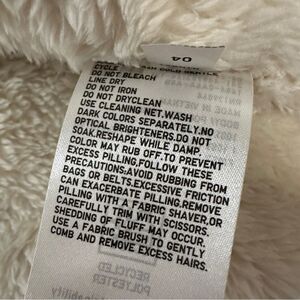 04
CYCLE
DO NOT BLEACH
LINE DRY
DO NOT IRON
DO NOT DRYCLEAN
USE CLEANING NET.WASH
DARK COLORS SEPARATELY.NO
OPTICAL BRIGHTENERS.DO NOT
SOAK.RESHAPE WHILE DAMP
COLOR MAY RUB OFF.TO PREVENT
EXCESS PILLING,FOLLOW THESE
PRECAUTIONS:AVOID RUBBING FROM
BAGS OR BELTS.EXCESSIVE FRICTION
CAN EXACERBATE PILLING.REMOVE
PILLING WITH A FABRIC SHAVER,OR
CAREFULLY TRIM WITH SCISSORS.
SHEDDING OF FLUFF MAY OCCUR.
USE A FABRIC BRUSH TO GENTLY
COMB AND REMOVE EXCESS HAIRS.
RECYCLED
POLYESTER